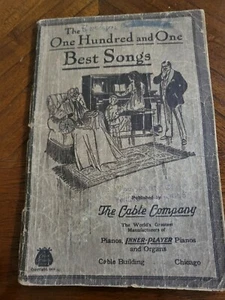 The
One Hundred and One
Best Songs
Published by
The Cable Company
The World's Greatest
Manufacturers of
Pianos, INNER-PLAYER Pianos
and Organs
Cable Building Chicago